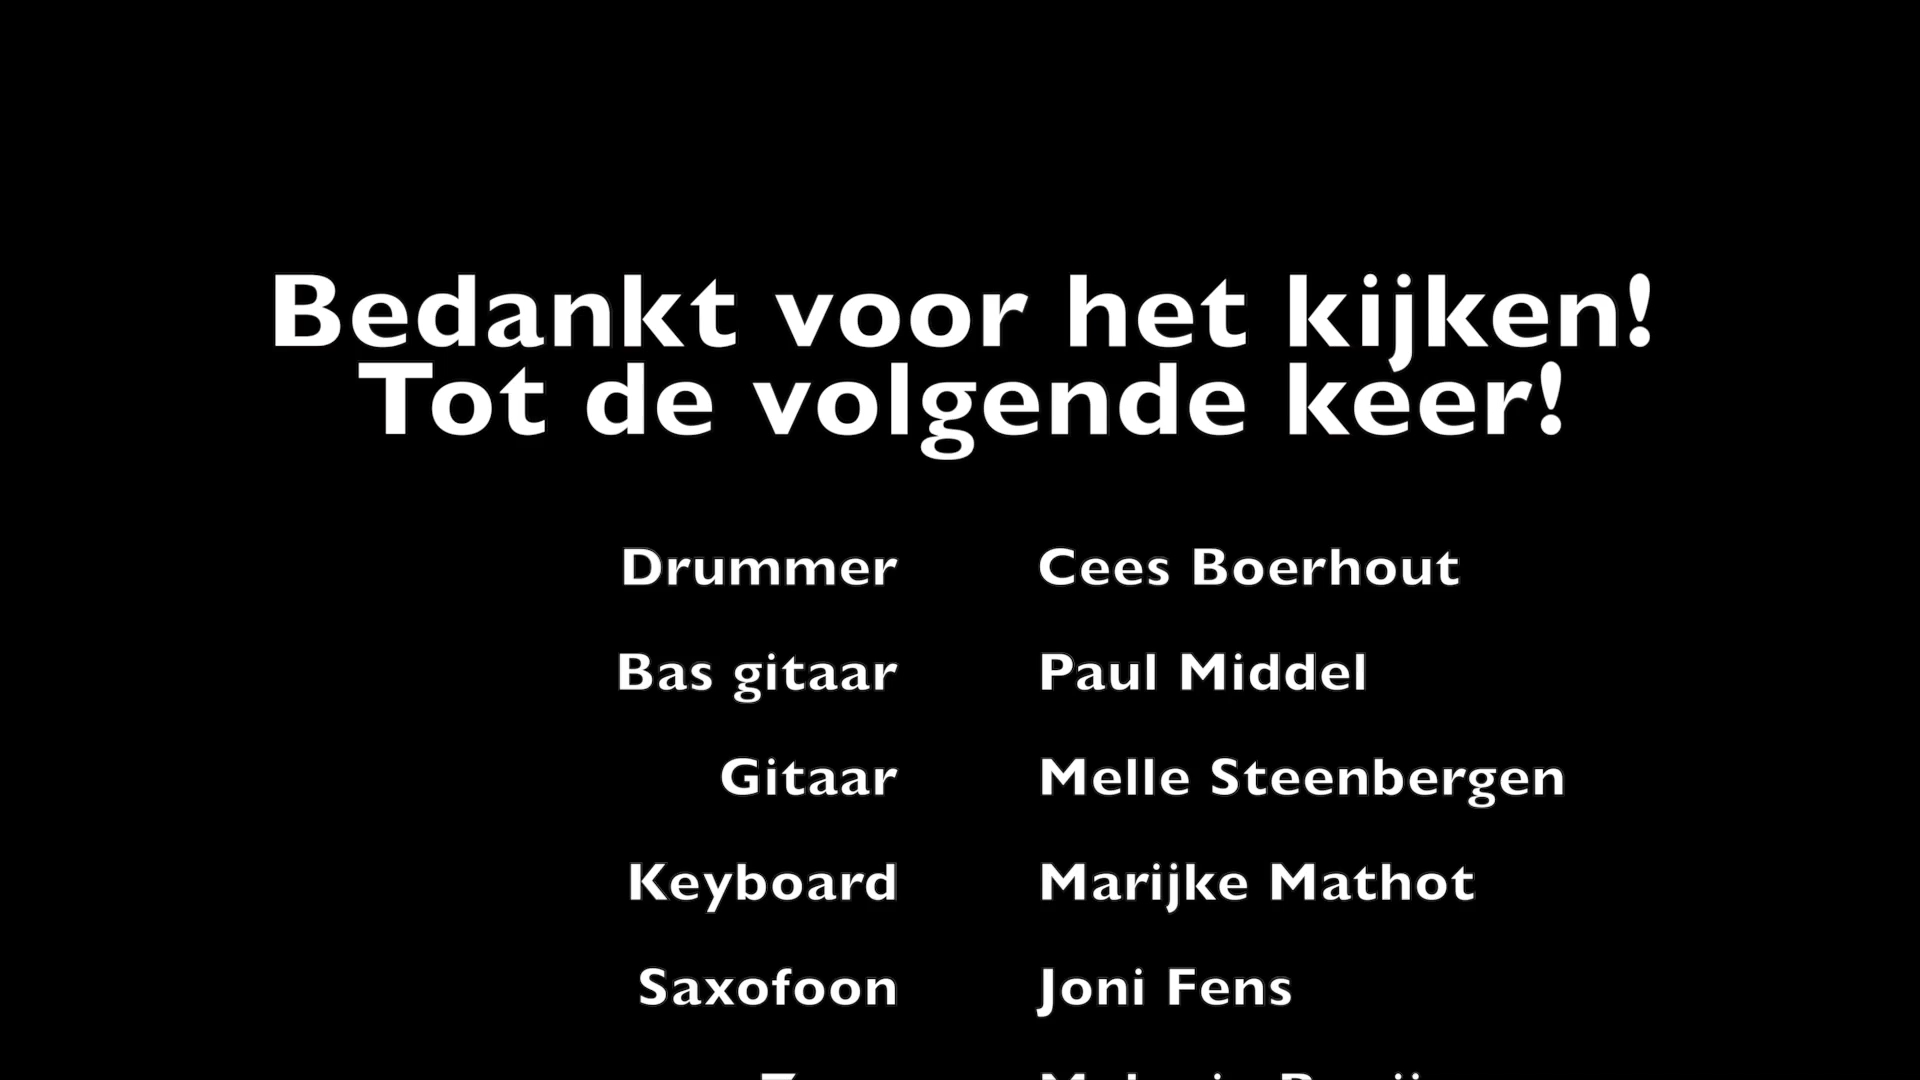 Bedankt voor het kijken!
Tot de volgende keer!
Drummer Cees Boerhout
Bas gitaar Paul Middel
Gitaar Melle Steenbergen
Keyboard Marijke Mathot
Saxofoon Joni Fens